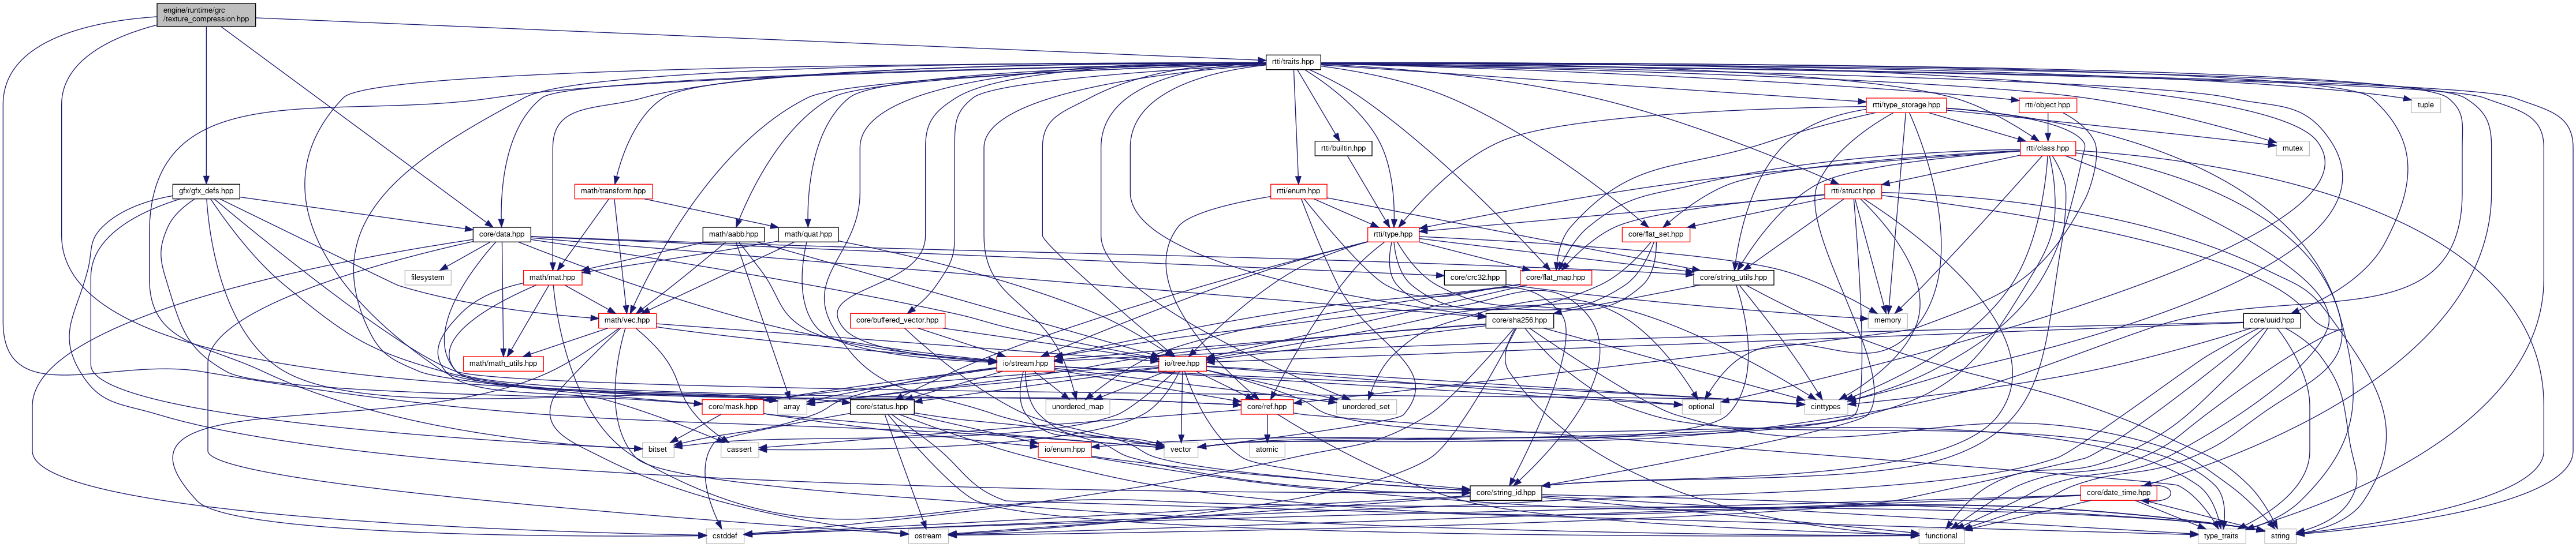 engine/runtime/grc
/texture_compression.hpp
rtti/traits.hpp
rtti/type_storage.hpp
rtti/object.hpp
tuple
rtti/builtin.hpp
rtti/class.hpp
mutex
gfx/gfx_defs.hpp
math/transform.hpp
rtti/enum.hpp
rtti/struct.hpp
core/data.hpp
math/aabb.hpp
math/quat.hpp
rtti/type.hpp
core/flat_set.hpp
filesystem
math/mat.hpp
core/crc32.hpp
core/flat_map.hpp
core/string_utils.hpp
math/vec.hpp
core/buffered_vector.hpp
core/sha256.hpp
memory
core/uuid.hpp
math/math_utils.hpp
io/stream.hpp
io/tree.hpp
core/mask.hpp
array
core/status.hpp
unordered_map
core/ref.hpp
unordered_set
optional
cinttypes
bitset
cassert
io/enum.hpp
vector
atomic
core/string_id.hpp
core/date_time.hpp
cstddef
ostream
functional
type_traits
string